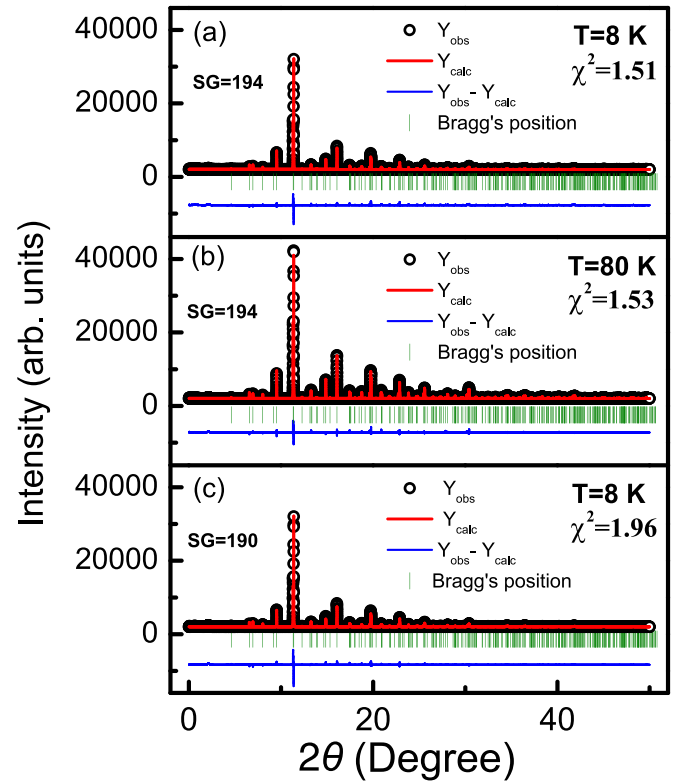 Intensity (arb. units)
(a)
40000
20000
0
SG=194
Y_obs
Y_calc
Y_obs - Y_calc
Bragg's position
T=8 K
χ²=1.51
(b)
40000
20000
0
SG=194
Y_obs
Y_calc
Y_obs - Y_calc
Bragg's position
T=80 K
χ²=1.53
(c)
40000
20000
0
SG=190
Y_obs
Y_calc
Y_obs - Y_calc
Bragg's position
T=8 K
χ²=1.96
0 20 40
2θ (Degree)